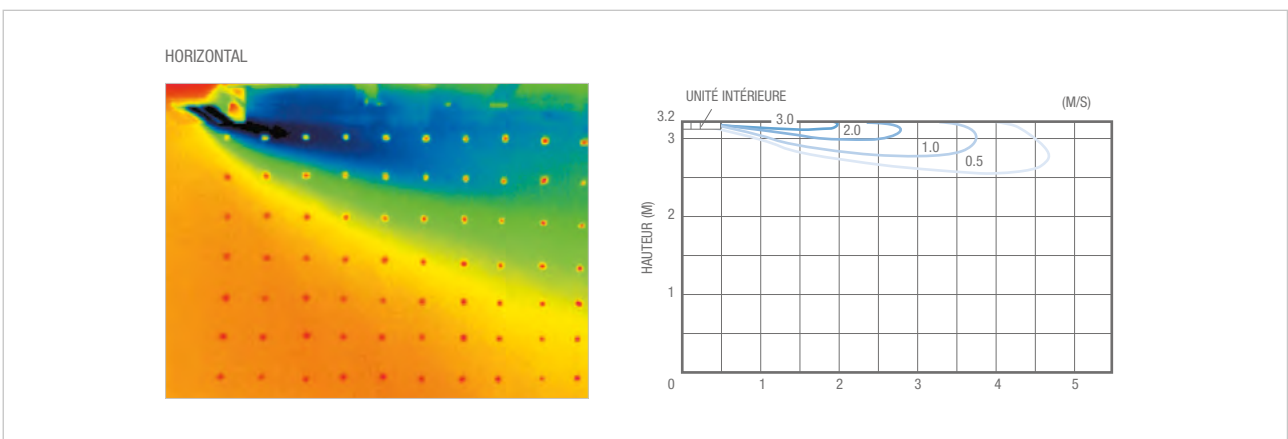 HORIZONTAL
UNITÉ INTÉRIEURE
(M/S)
3.2
3.0
3
2.0
1.0
0.5
2
HAUTEUR (M)
1
0 1 2 3 4 5